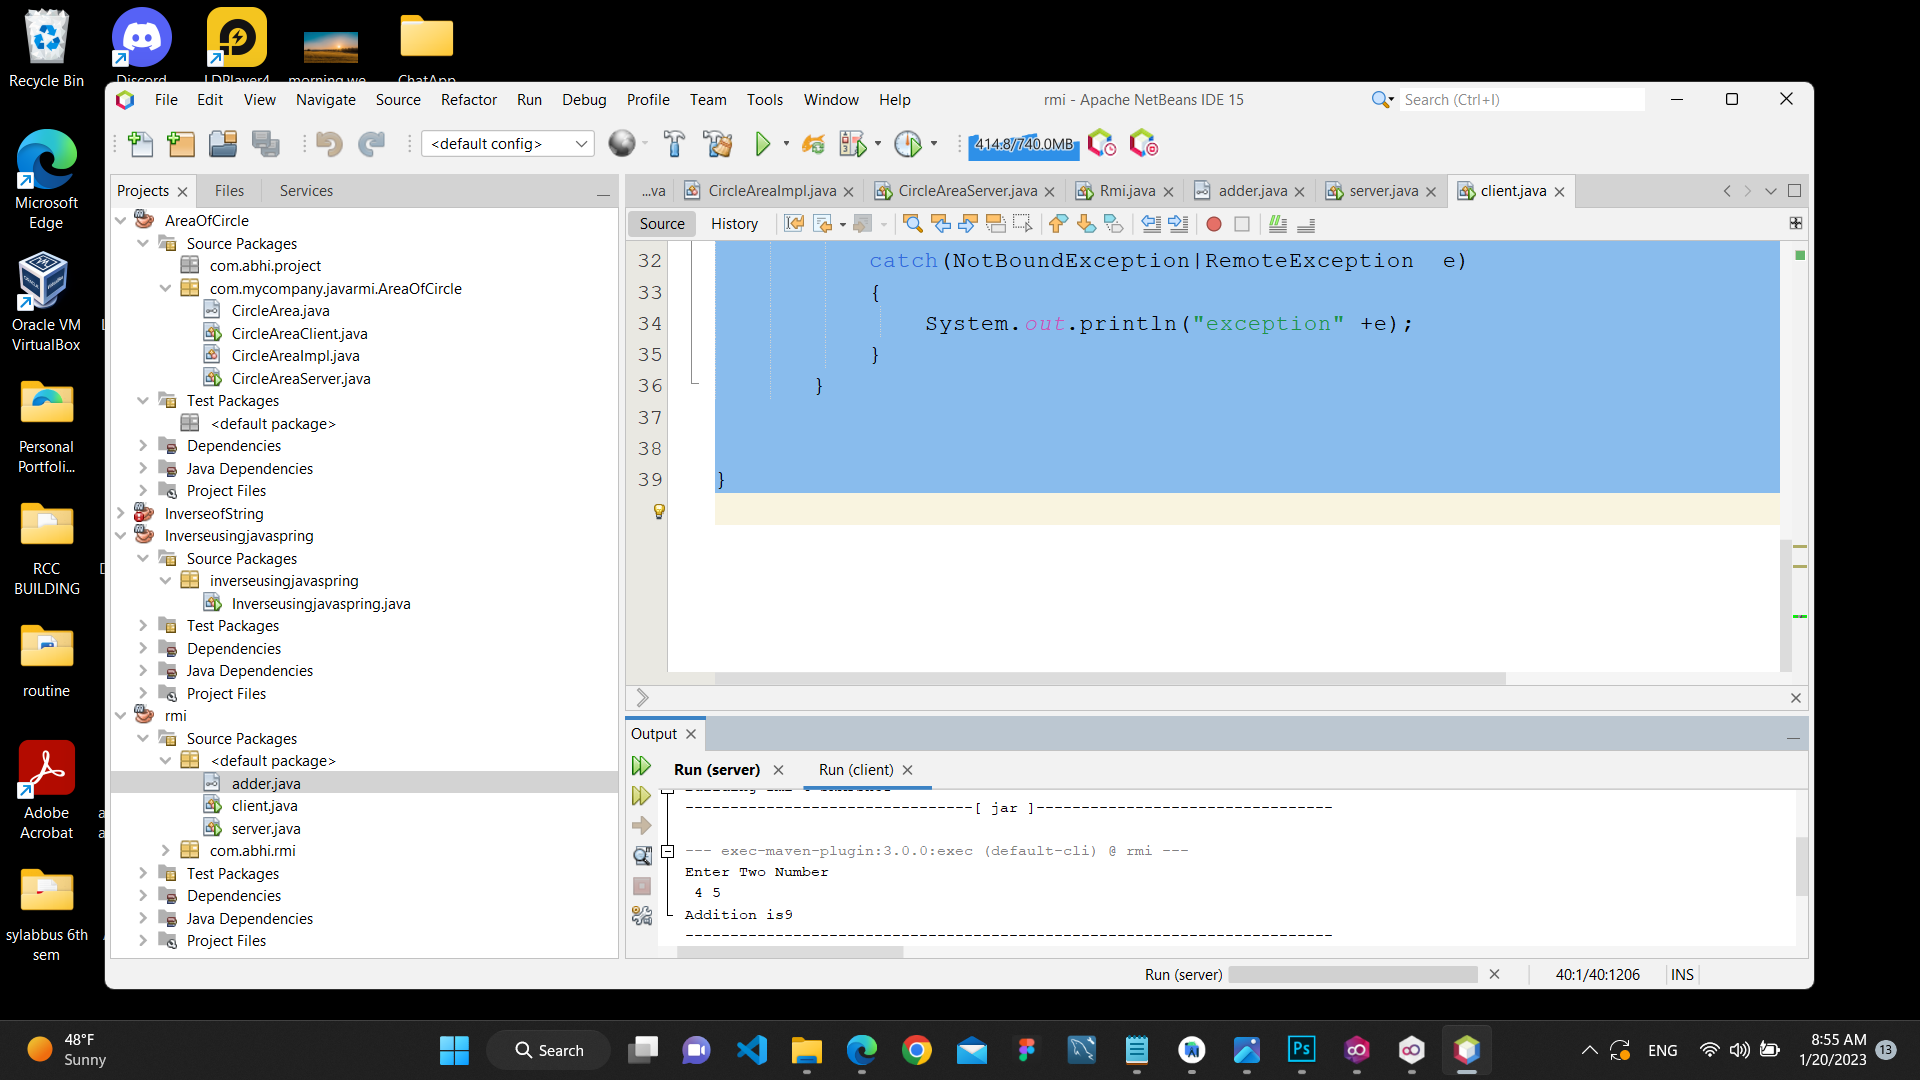 Recycle Bin
Discord
LDPlayer4
morning we
ChatApp
Microsoft
Edge
Oracle VM
VirtualBox
Personal
Portfoli...
RCC
BUILDING
routine
Adobe
Acrobat
sylabbus 6th
sem
File Edit View Navigate Source Refactor Run Debug Profile Team Tools Window Help
rmi - Apache NetBeans IDE 15
Search (Ctrl+I)
<default config>
414.8/740.0MB
Projects Files Services
AreaOfCircle
Source Packages
com.abhi.project
com.mycompany.javarmi.AreaOfCircle
CircleArea.java
CircleAreaClient.java
CircleAreaImpl.java
CircleAreaServer.java
Test Packages
<default package>
Dependencies
Java Dependencies
Project Files
InverseofString
Inverseusingjavaspring
Source Packages
inverseusingjavaspring
Inverseusingjavaspring.java
Test Packages
Dependencies
Java Dependencies
Project Files
rmi
Source Packages
<default package>
adder.java
client.java
server.java
com.abhi.rmi
Test Packages
Dependencies
Java Dependencies
Project Files
...va CircleAreaImpl.java CircleAreaServer.java Rmi.java adder.java server.java client.java
Source History
32 catch(NotBoundException|RemoteException  e)
33 {
34 System.out.println("exception" +e);
35 }
36 }
37
38
39 }
Output
Run (server) Run (client)
--------------------------------[ jar ]---------------------------------
--- exec-maven-plugin:3.0.0:exec (default-cli) @ rmi ---
Enter Two Number
4 5
Addition is9
------------------------------------------------------------------------
Run (server) 40:1/40:1206 INS
48°F
Sunny
Search
Ps
ENG
8:55 AM
1/20/2023
13